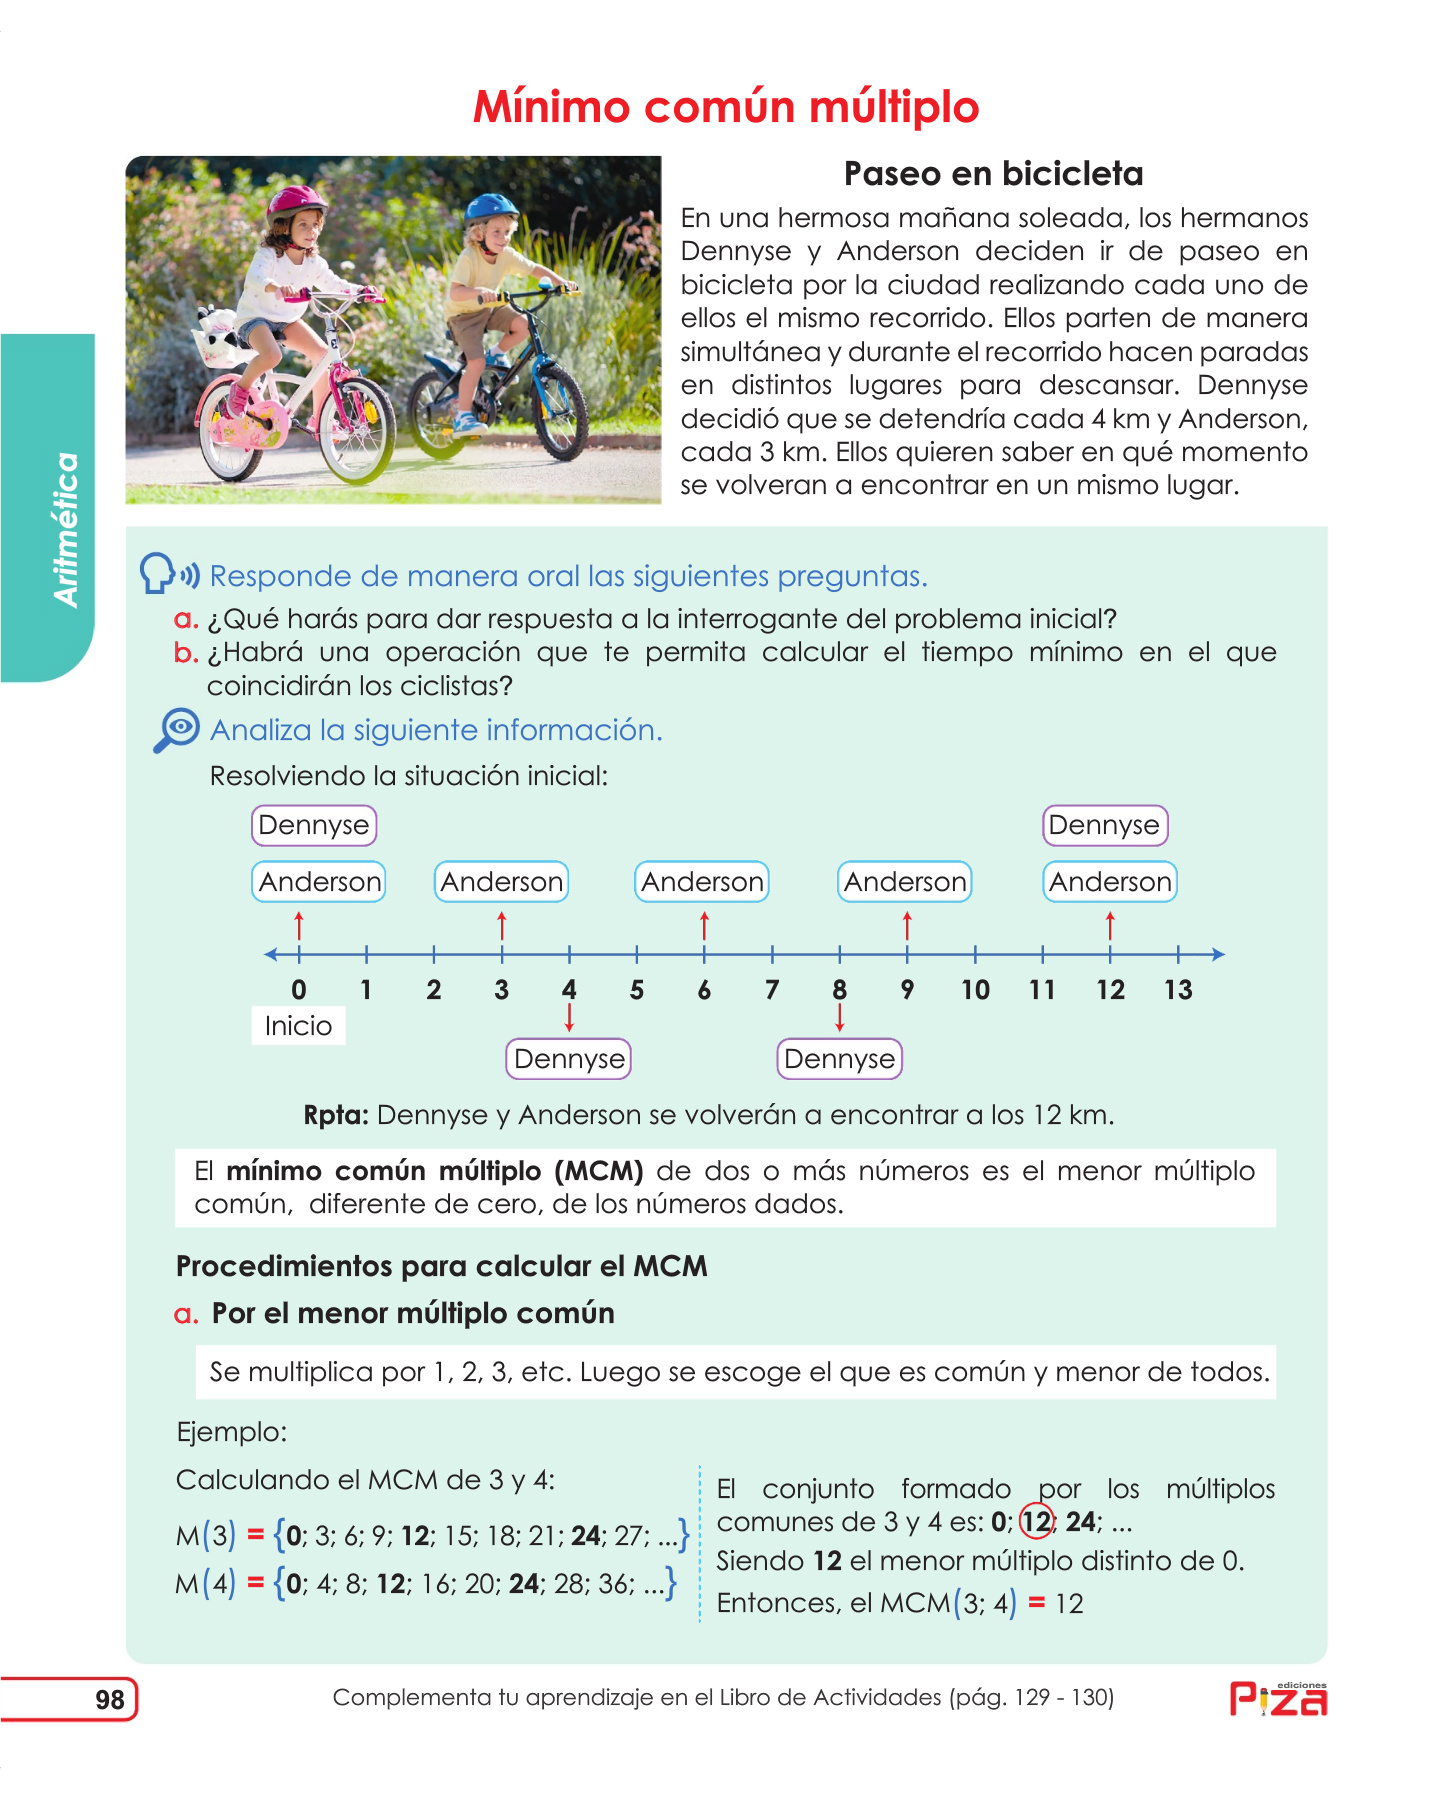 Mínimo común múltiplo
Paseo en bicicleta
En una hermosa mañana soleada, los hermanos
Dennyse y Anderson deciden ir de paseo en
bicicleta por la ciudad realizando cada uno de
ellos el mismo recorrido. Ellos parten de manera
simultánea y durante el recorrido hacen paradas
en distintos lugares para descansar. Dennyse
decidió que se detendría cada 4 km y Anderson,
cada 3 km. Ellos quieren saber en qué momento
se volveran a encontrar en un mismo lugar.
Aritmética
Responde de manera oral las siguientes preguntas.
a. ¿Qué harás para dar respuesta a la interrogante del problema inicial?
b. ¿Habrá una operación que te permita calcular el tiempo mínimo en el que
coincidirán los ciclistas?
Analiza la siguiente información.
Resolviendo la situación inicial:
Dennyse Dennyse
Anderson Anderson Anderson Anderson Anderson
0 1 2 3 4 5 6 7 8 9 10 11 12 13
Inicio
Dennyse Dennyse
Rpta: Dennyse y Anderson se volverán a encontrar a los 12 km.
El mínimo común múltiplo (MCM) de dos o más números es el menor múltiplo
común, diferente de cero, de los números dados.
Procedimientos para calcular el MCM
a. Por el menor múltiplo común
Se multiplica por 1, 2, 3, etc. Luego se escoge el que es común y menor de todos.
Ejemplo:
Calculando el MCM de 3 y 4:
M(3) = {0; 3; 6; 9; 12; 15; 18; 21; 24; 27; ...}
M(4) = {0; 4; 8; 12; 16; 20; 24; 28; 36; ...}
El conjunto formado por los múltiplos
comunes de 3 y 4 es: 0; 12; 24; ...
Siendo 12 el menor múltiplo distinto de 0.
Entonces, el MCM(3; 4) = 12
98
Complementa tu aprendizaje en el Libro de Actividades (pág. 129 - 130)
ediciones
Piza